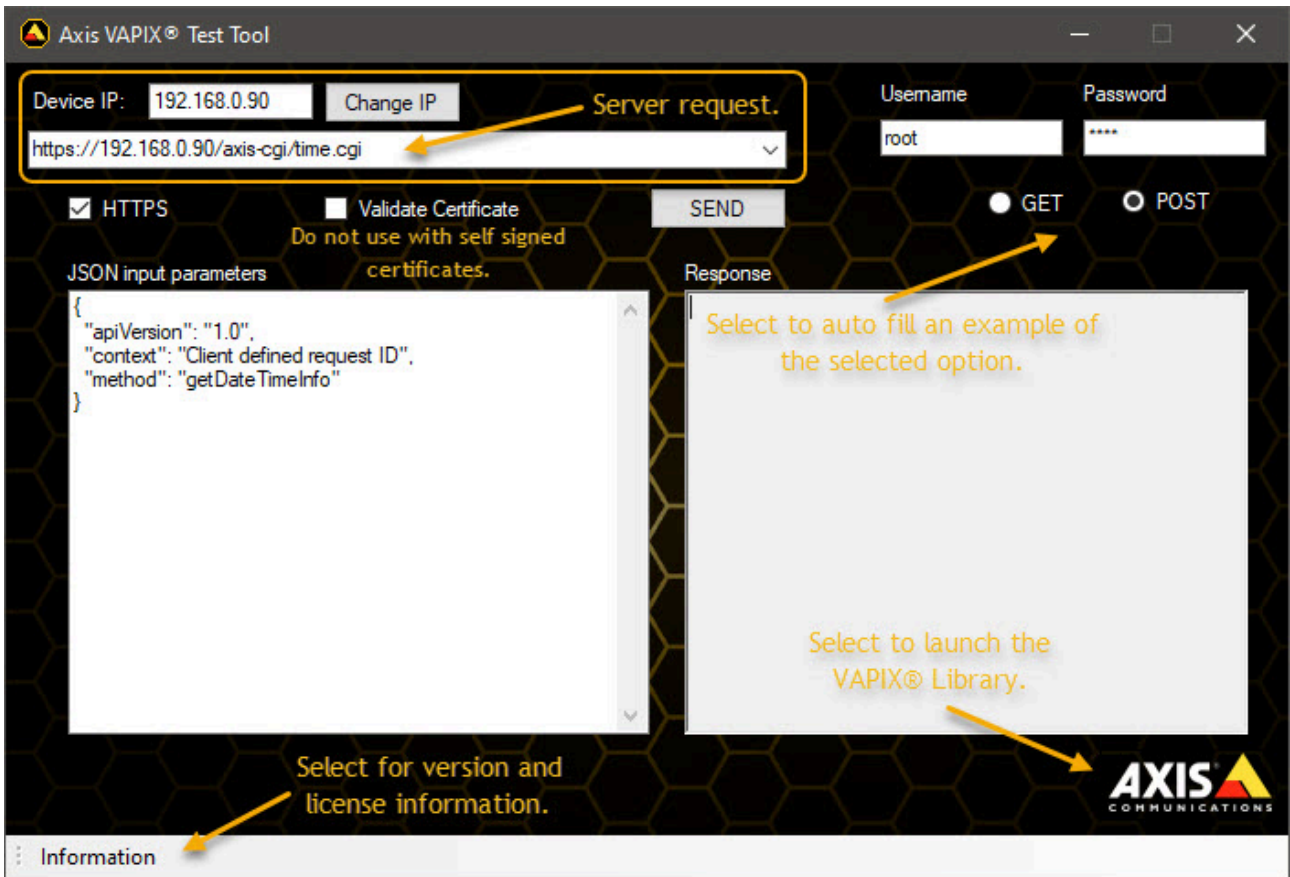 Axis VAPIX® Test Tool
Device IP: 192.168.0.90 Change IP Server request.
https://192.168.0.90/axis-cgi/time.cgi
Username Password
root ****
HTTPS Validate Certificate SEND GET POST
Do not use with self signed
certificates.
JSON input parameters
{
"apiVersion": "1.0",
"context": "Client defined request ID",
"method": "getDateTimeInfo"
}
Response
Select to auto fill an example of
the selected option.
Select to launch the
VAPIX® Library.
Select for version and
license information.
AXIS
COMMUNICATIONS
Information